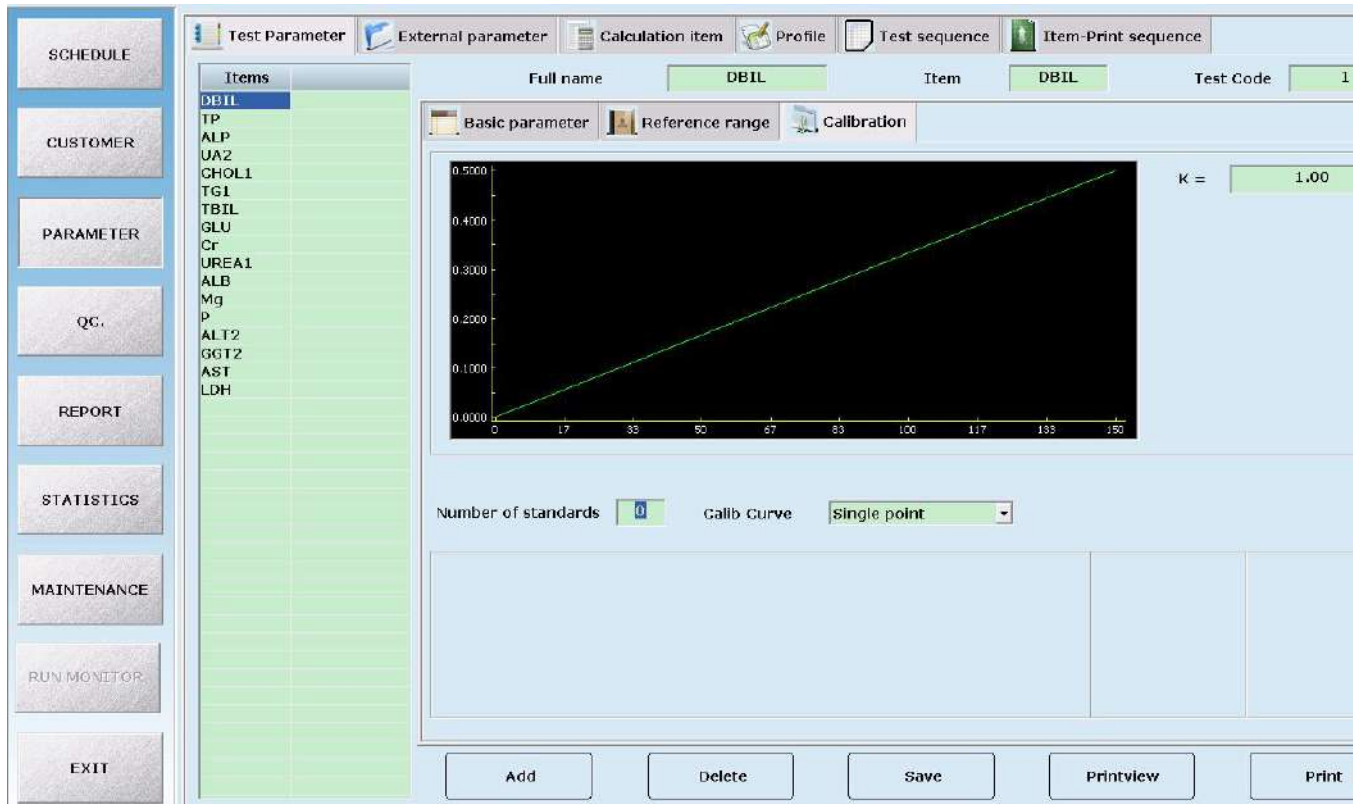 SCHEDULE
CUSTOMER
PARAMETER
QC.
REPORT
STATISTICS
MAINTENANCE
RUN MONITOR
EXIT
Test Parameter External parameter Calculation item Profile Test sequence Item-Print sequence
Items
DBIL
TP
ALP
UA2
CHOL1
TG1
TBIL
GLU
Cr
UREA1
ALB
Mg
P
ALT2
GGT2
AST
LDH
Full name DBIL Item DBIL Test Code 1
Basic parameter Reference range Calibration
0.5000
0.4000
0.3000
0.2000
0.1000
0.0000
0 17 33 50 67 83 100 117 133 150
K = 1.00
Number of standards 0 Calib Curve Single point
Add Delete Save Printview Print